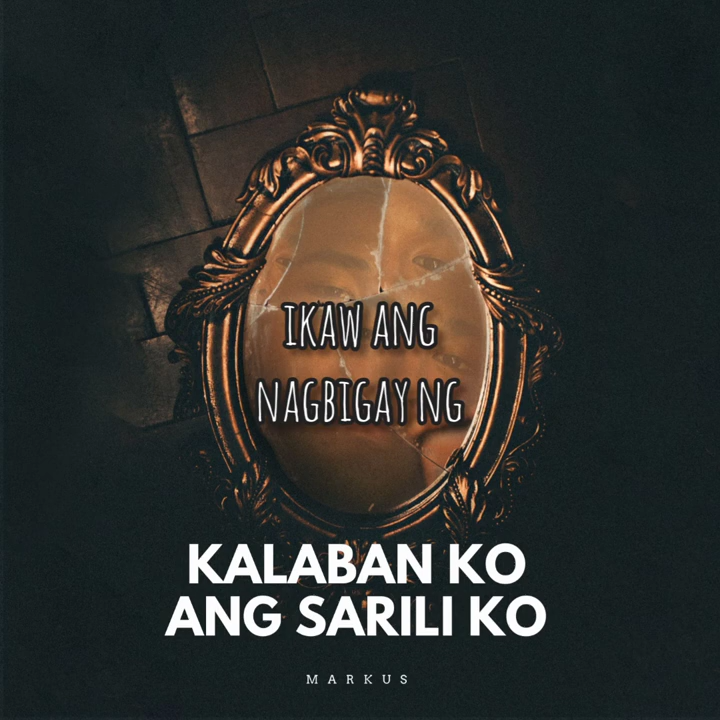 IKAW ANG
NAGBIGAY NG
KALABAN KO
ANG SARILI KO
MARKUS